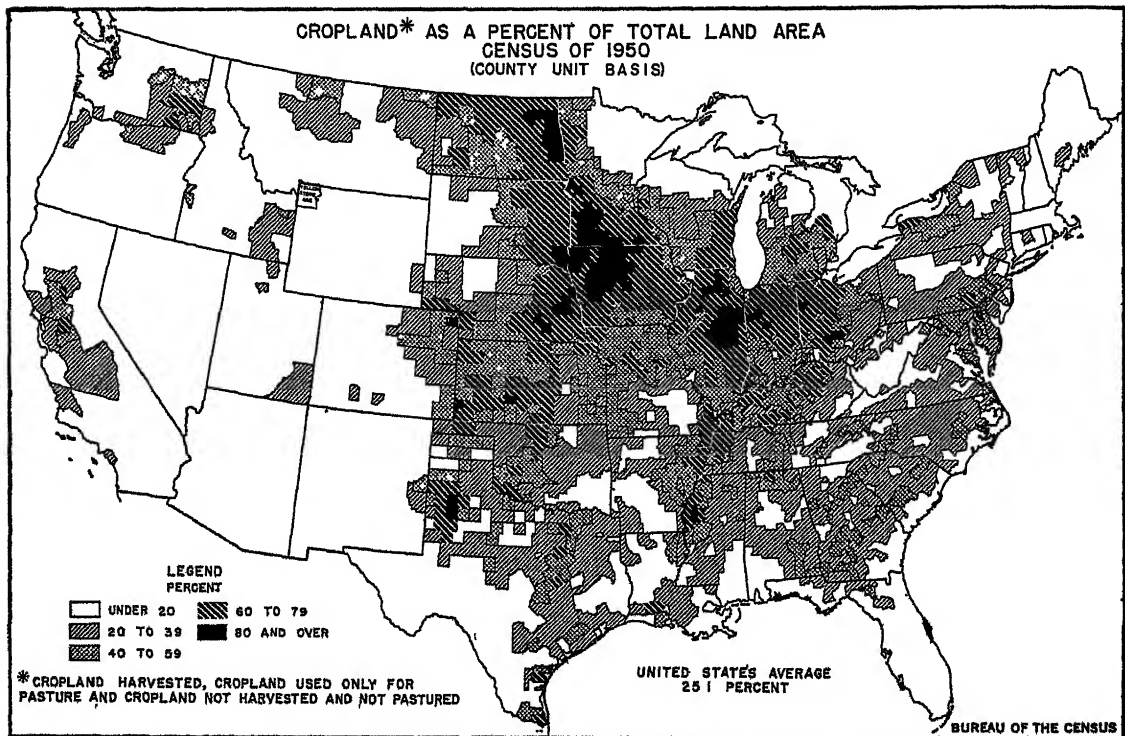 CROPLAND* AS A PERCENT OF TOTAL LAND AREA
CENSUS OF 1950
(COUNTY UNIT BASIS)
LEGEND
PERCENT
UNDER 20
20 TO 39
40 TO 59
60 TO 79
80 AND OVER
*CROPLAND HARVESTED, CROPLAND USED ONLY FOR
PASTURE AND CROPLAND NOT HARVESTED AND NOT PASTURED
UNITED STATE'S AVERAGE
25 1 PERCENT
BUREAU OF THE CENSUS